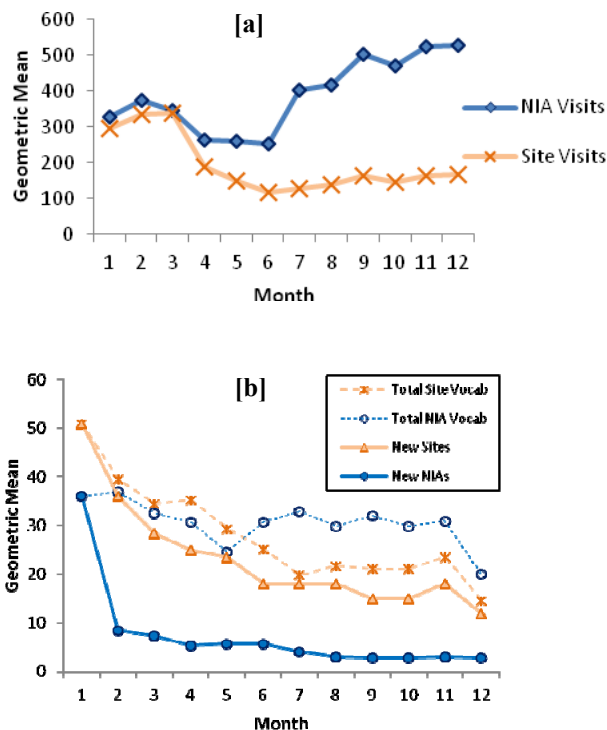 [a]
600
500
400
300
200
100
0
Geometric Mean
1 2 3 4 5 6 7 8 9 10 11 12
Month
NIA Visits
Site Visits
[b]
60
50
40
30
20
10
0
Geometric Mean
1 2 3 4 5 6 7 8 9 10 11 12
Month
Total Site Vocab
Total NIA Vocab
New Sites
New NIAs